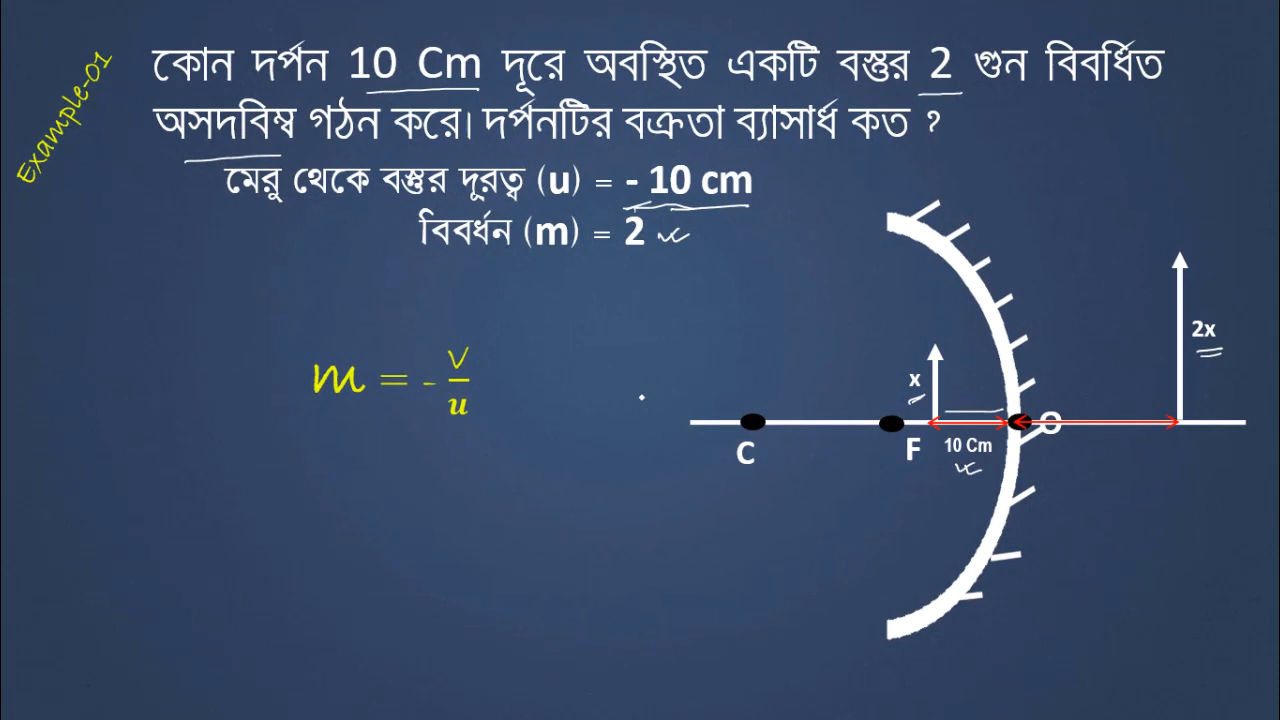 Example-01
কোন দর্পন 10 Cm দূরে অবস্থিত একটি বস্তুর 2 গুন বিবর্ধিত
অসদবিম্ব গঠন করে। দর্পনটির বক্রতা ব্যাসার্ধ কত ?
মেরু থেকে বস্তুর দূরত্ব (u) = - 10 cm
বিবর্ধন (m) = 2
m = - v/u
x
2x
C
F
10 Cm
O